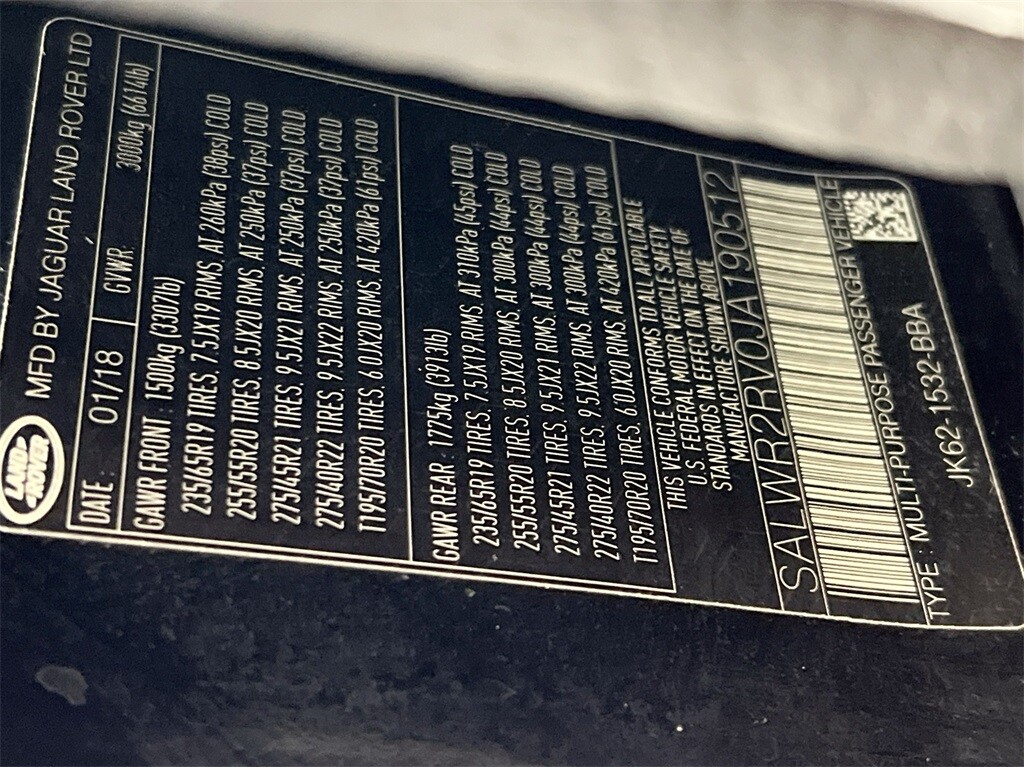 LAND-ROVER MFD BY JAGUAR LAND ROVER LTD
DATE : 01/18 GVWR 3000kg (6614lb)
GAWR FRONT : 1500kg (3307lb)
235/65R19 TIRES. 7.5JX19 RIMS. AT 260kPa (38psi) COLD
255/55R20 TIRES. 8.5JX20 RIMS. AT 250kPa (37psi) COLD
275/45R21 TIRES. 9.5JX21 RIMS. AT 250kPa (37psi) COLD
275/40R22 TIRES. 9.5JX22 RIMS. AT 250kPa (37psi) COLD
T195/70R20 TIRES. 6.0JX20 RIMS. AT 420kPa (61psi) COLD
GAWR REAR : 1775kg (3913lb)
235/65R19 TIRES. 7.5JX19 RIMS. AT 310kPa (45psi) COLD
255/55R20 TIRES. 8.5JX20 RIMS. AT 300kPa (44psi) COLD
275/45R21 TIRES. 9.5JX21 RIMS. AT 300kPa (44psi) COLD
275/40R22 TIRES. 9.5JX22 RIMS. AT 300kPa (44psi) COLD
T195/70R20 TIRES. 6.0JX20 RIMS. AT 420kPa (61psi) COLD
THIS VEHICLE CONFORMS TO ALL APPLICABLE
U.S. FEDERAL MOTOR VEHICLE SAFETY
STANDARDS IN EFFECT ON THE DATE OF
MANUFACTURE SHOWN ABOVE
SALWR2RV0JA190512
TYPE : MULTI-PURPOSE PASSENGER VEHICLE
JK62-1532-BBA